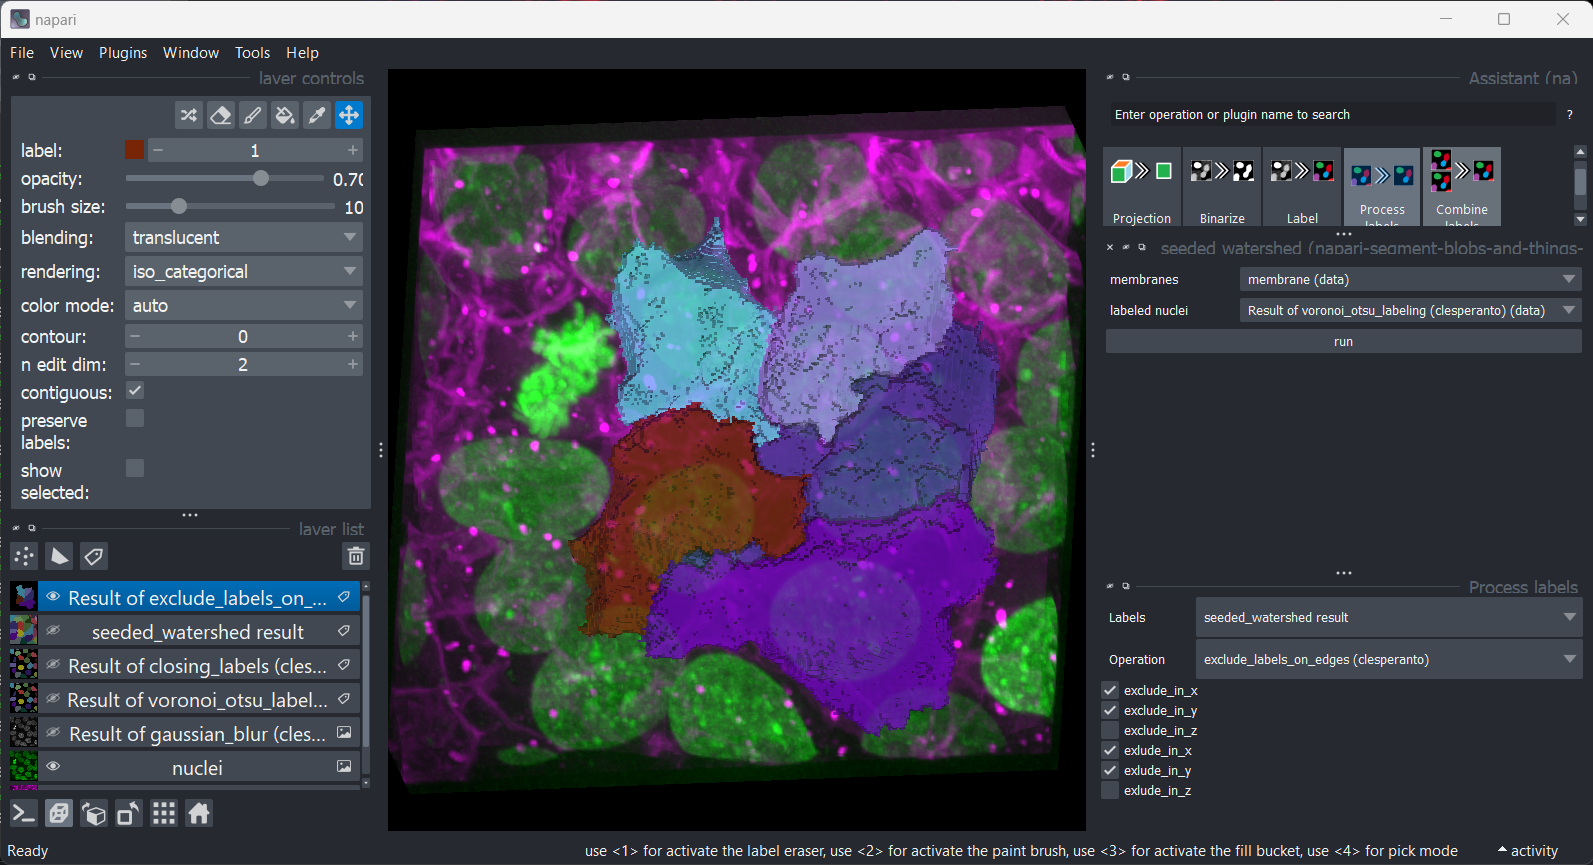 napari
File View Plugins Window Tools Help
layer controls
label: 1
opacity: 0.70
brush size: 10
blending: translucent
rendering: iso_categorical
color mode: auto
contour: 0
n edit dim: 2
contiguous:
preserve
labels:
show
selected:
layer list
Result of exclude_labels_on_...
seeded_watershed result
Result of closing_labels (cles...
Result of voronoi_otsu_label...
Result of gaussian_blur (cles...
nuclei
Assistant (na)
Enter operation or plugin name to search ?
Projection Binarize Label Process Combine
labels labels
seeded watershed (napari-segment-blobs-and-things-
membranes membrane (data)
labeled nuclei Result of voronoi_otsu_labeling (clesperanto) (data)
run
Process labels
Labels seeded_watershed result
Operation exclude_labels_on_edges (clesperanto)
exclude_in_x
exclude_in_y
exclude_in_z
exlude_in_x
exlude_in_y
exlude_in_z
Ready use <1> for activate the label eraser, use <2> for activate the paint brush, use <3> for activate the fill bucket, use <4> for pick mode activity